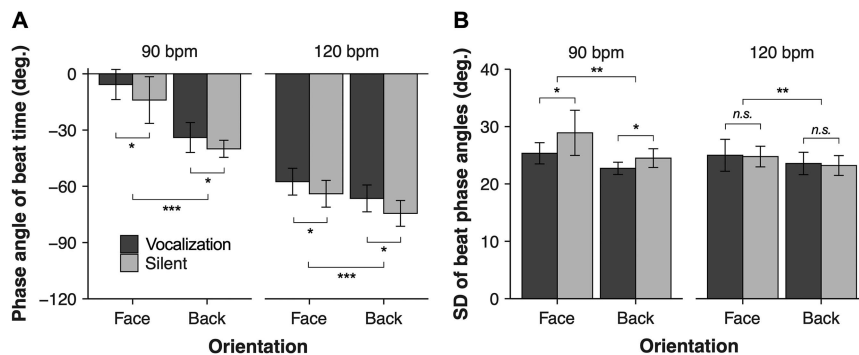 A
90 bpm
120 bpm
Phase angle of beat time (deg.)
0
−30
−60
−90
−120
*
*
***
*
*
***
Vocalization
Silent
Face
Back
Face
Back
Orientation
B
90 bpm
120 bpm
SD of beat phase angles (deg.)
40
30
20
10
0
**
*
*
**
n.s.
n.s.
Face
Back
Face
Back
Orientation